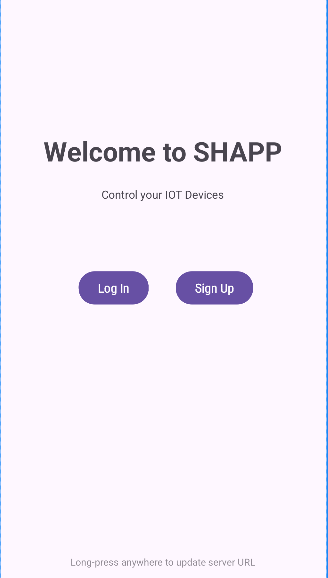 Welcome to SHAPP
Control your IOT Devices
Log In
Sign Up
Long-press anywhere to update server URL